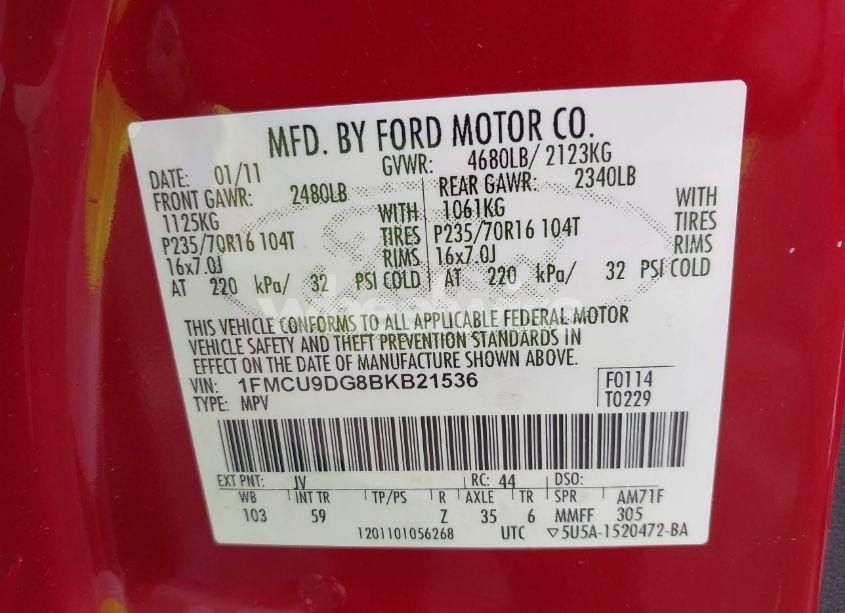 MFD. BY FORD MOTOR CO.
DATE: 01/11 GVWR: 4680LB/ 2123KG
FRONT GAWR: 2480LB REAR GAWR: 2340LB
1125KG WITH 1061KG WITH
P235/70R16 104T TIRES P235/70R16 104T TIRES
16x7.0J RIMS 16x7.0J RIMS
AT 220 kPa/ 32 PSI COLD AT 220 kPa/ 32 PSI COLD
THIS VEHICLE CONFORMS TO ALL APPLICABLE FEDERAL MOTOR
VEHICLE SAFETY AND THEFT PREVENTION STANDARDS IN
EFFECT ON THE DATE OF MANUFACTURE SHOWN ABOVE.
VIN: 1FMCU9DG8BKB21536 F0114
TYPE: MPV T0229
EXT PNT: JV RC: 44 DSO:
WB INT TR TP/PS R AXLE TR SPR AM71F
103 59 Z 35 6 MMFF 305
1201101056268 UTC ▽5U5A-1520472-BA